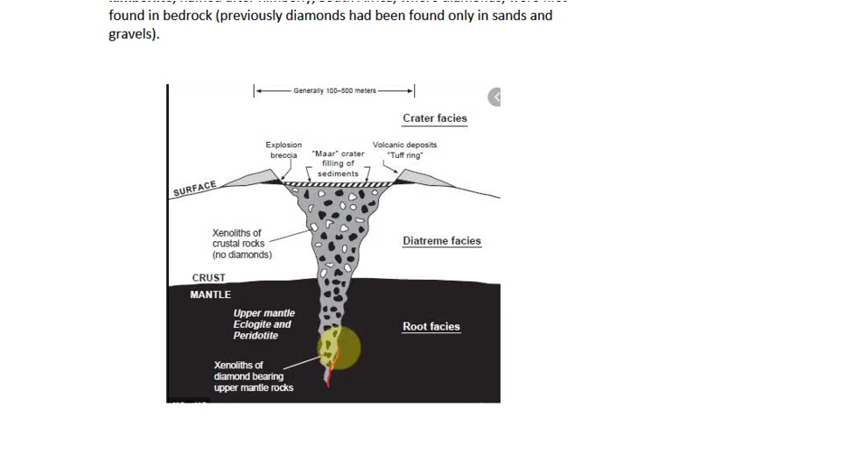 found in bedrock (previously diamonds had been found only in sands and
gravels).
Generally 100–500 meters
Crater facies
Explosion
breccia
"Maar" crater
filling of
sediments
Volcanic deposits
"Tuff ring"
SURFACE
Xenoliths of
crustal rocks
(no diamonds)
Diatreme facies
CRUST
MANTLE
Upper mantle
Eclogite and
Peridotite
Root facies
Xenoliths of
diamond bearing
upper mantle rocks